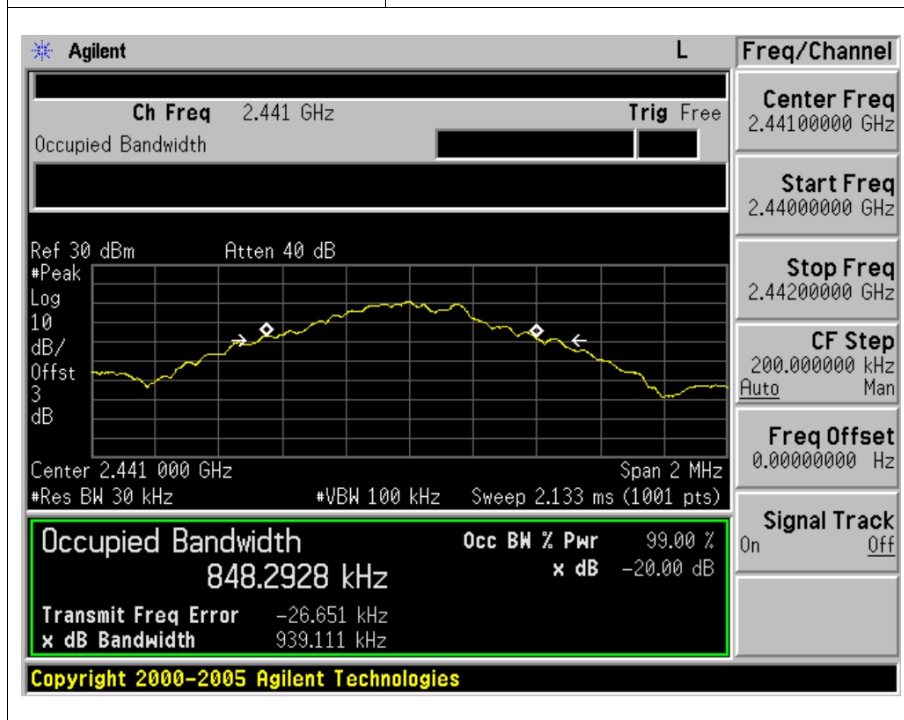 Agilent L Freq/Channel
Ch Freq 2.441 GHz Trig Free
Occupied Bandwidth
Center Freq
2.44100000 GHz
Start Freq
2.44000000 GHz
Stop Freq
2.44200000 GHz
CF Step
200.000000 kHz
Auto Man
Freq Offset
0.00000000 Hz
Signal Track
On Off
Ref 30 dBm Atten 40 dB
#Peak
Log
10
dB/
Offst
3
dB
Center 2.441 000 GHz Span 2 MHz
#Res BW 30 kHz #VBW 100 kHz Sweep 2.133 ms (1001 pts)
Occupied Bandwidth Occ BW % Pwr 99.00 %
848.2928 kHz x dB -20.00 dB
Transmit Freq Error -26.651 kHz
x dB Bandwidth 939.111 kHz
Copyright 2000-2005 Agilent Technologies